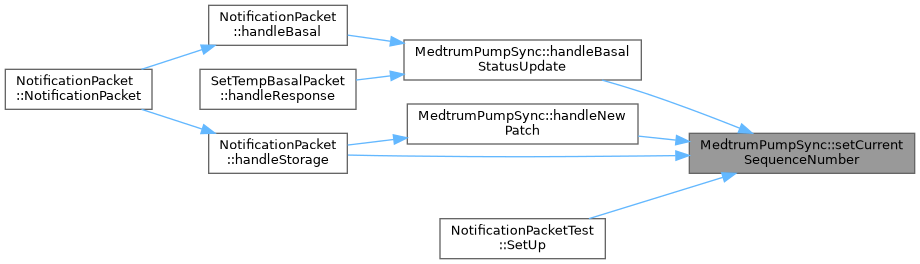 NotificationPacket
::handleBasal
MedtrumPumpSync::handleBasal
StatusUpdate
NotificationPacket
::NotificationPacket
SetTempBasalPacket
::handleResponse
MedtrumPumpSync::handleNew
Patch
NotificationPacket
::handleStorage
MedtrumPumpSync::setCurrent
SequenceNumber
NotificationPacketTest
::SetUp